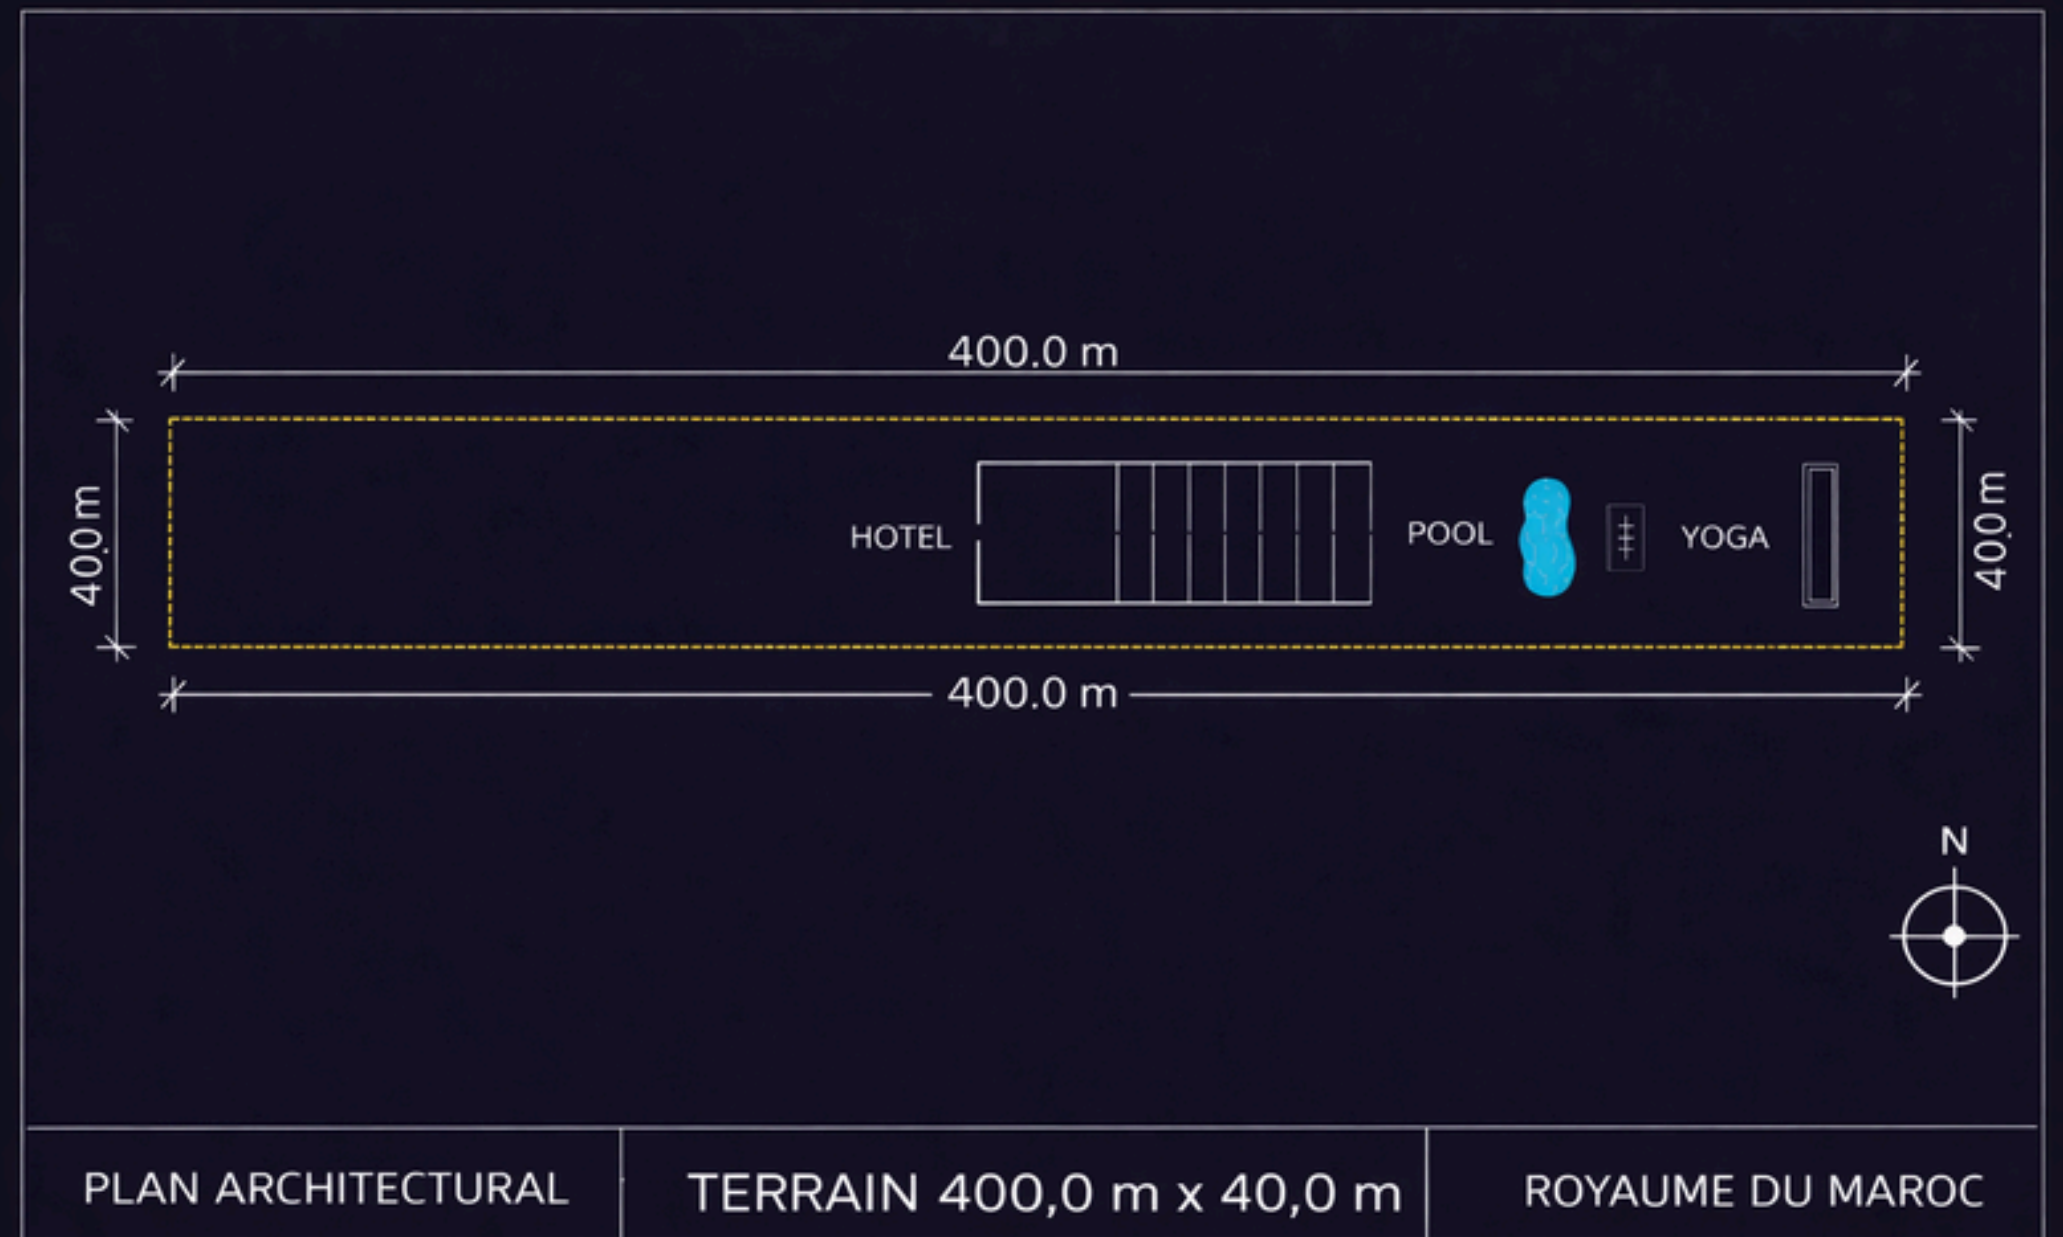 400.0 m
40.0 m
HOTEL
POOL
YOGA
40.0 m
400.0 m
N
PLAN ARCHITECTURAL
TERRAIN 400,0 m x 40,0 m
ROYAUME DU MAROC